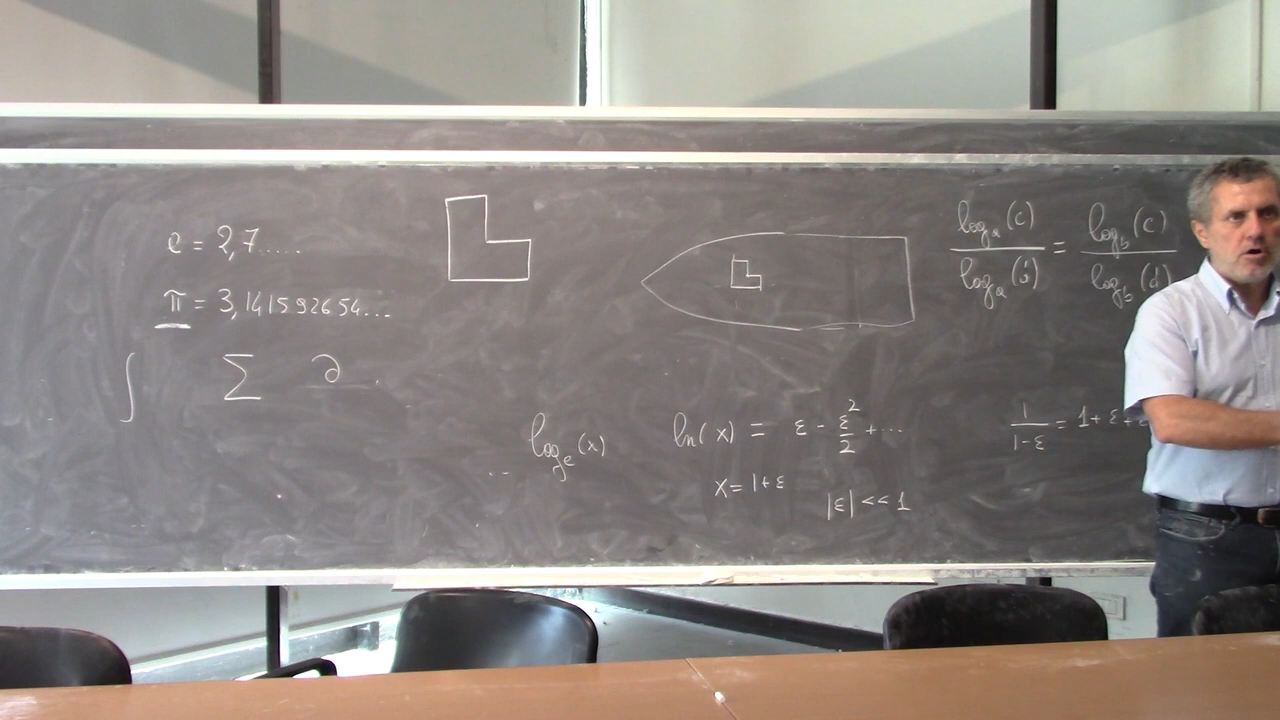 e = 2,7.....
π = 3,141592654...
∫ Σ ∂
log_a(c) / log_a(b) = log_b(c) / log_b(d)
.. log_e(x)
ln(x) = ε - ε²/2 + ...
x = 1+ε
|ε| << 1
1/(1-ε) = 1 + ε +